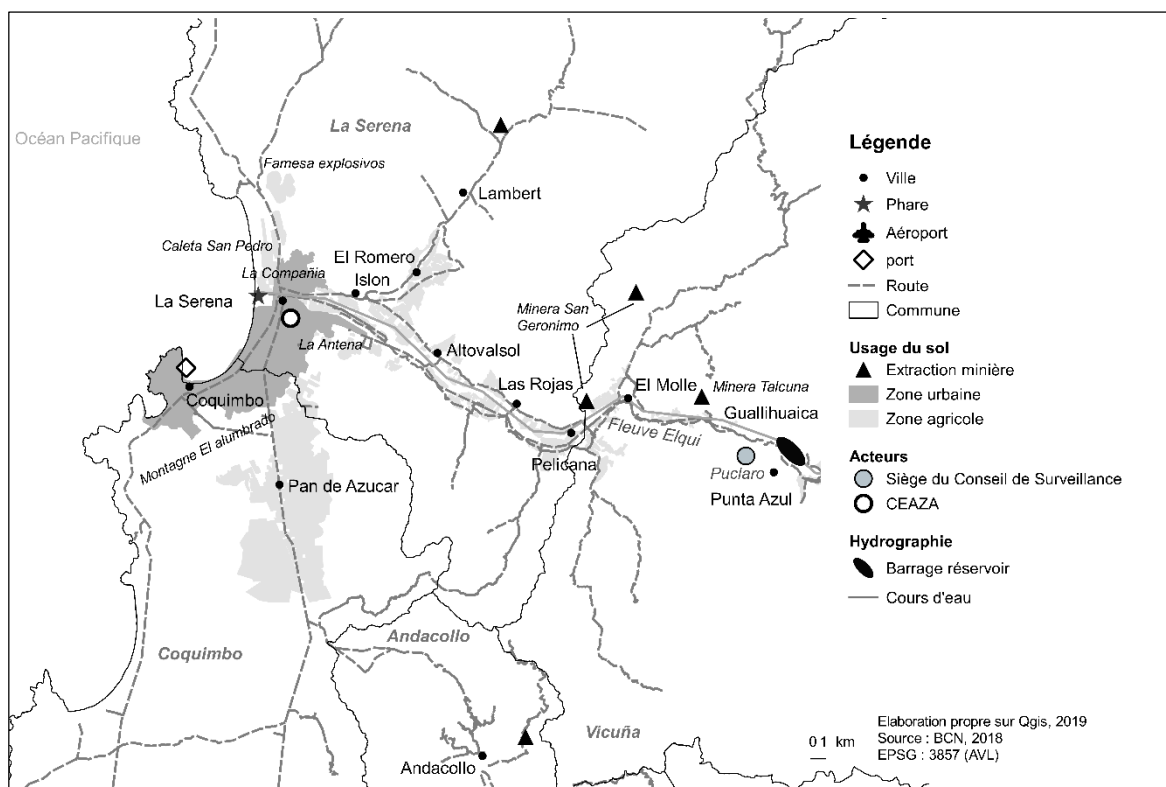 Océan Pacifique
La Serena
Famesa explosivos
Lambert
Caleta San Pedro
El Romero
La Compañia
Islon
La Serena
Minera San
Geronimo
La Antena
Altovalsol
Las Rojas
El Molle
Minera Talcuna
Coquimbo
Guallihuaica
Fleuve Elqui
Montagne El alumbrado
Pelicana
Puclaro
Pan de Azucar
Punta Azul
Andacollo
Coquimbo
Vicuña
Andacollo
Légende
Ville
Phare
Aéroport
port
Route
Commune
Usage du sol
Extraction minière
Zone urbaine
Zone agricole
Acteurs
Siège du Conseil de Surveillance
CEAZA
Hydrographie
Barrage réservoir
Cours d'eau
0 1 km
Elaboration propre sur Qgis, 2019
Source : BCN, 2018
EPSG : 3857 (AVL)